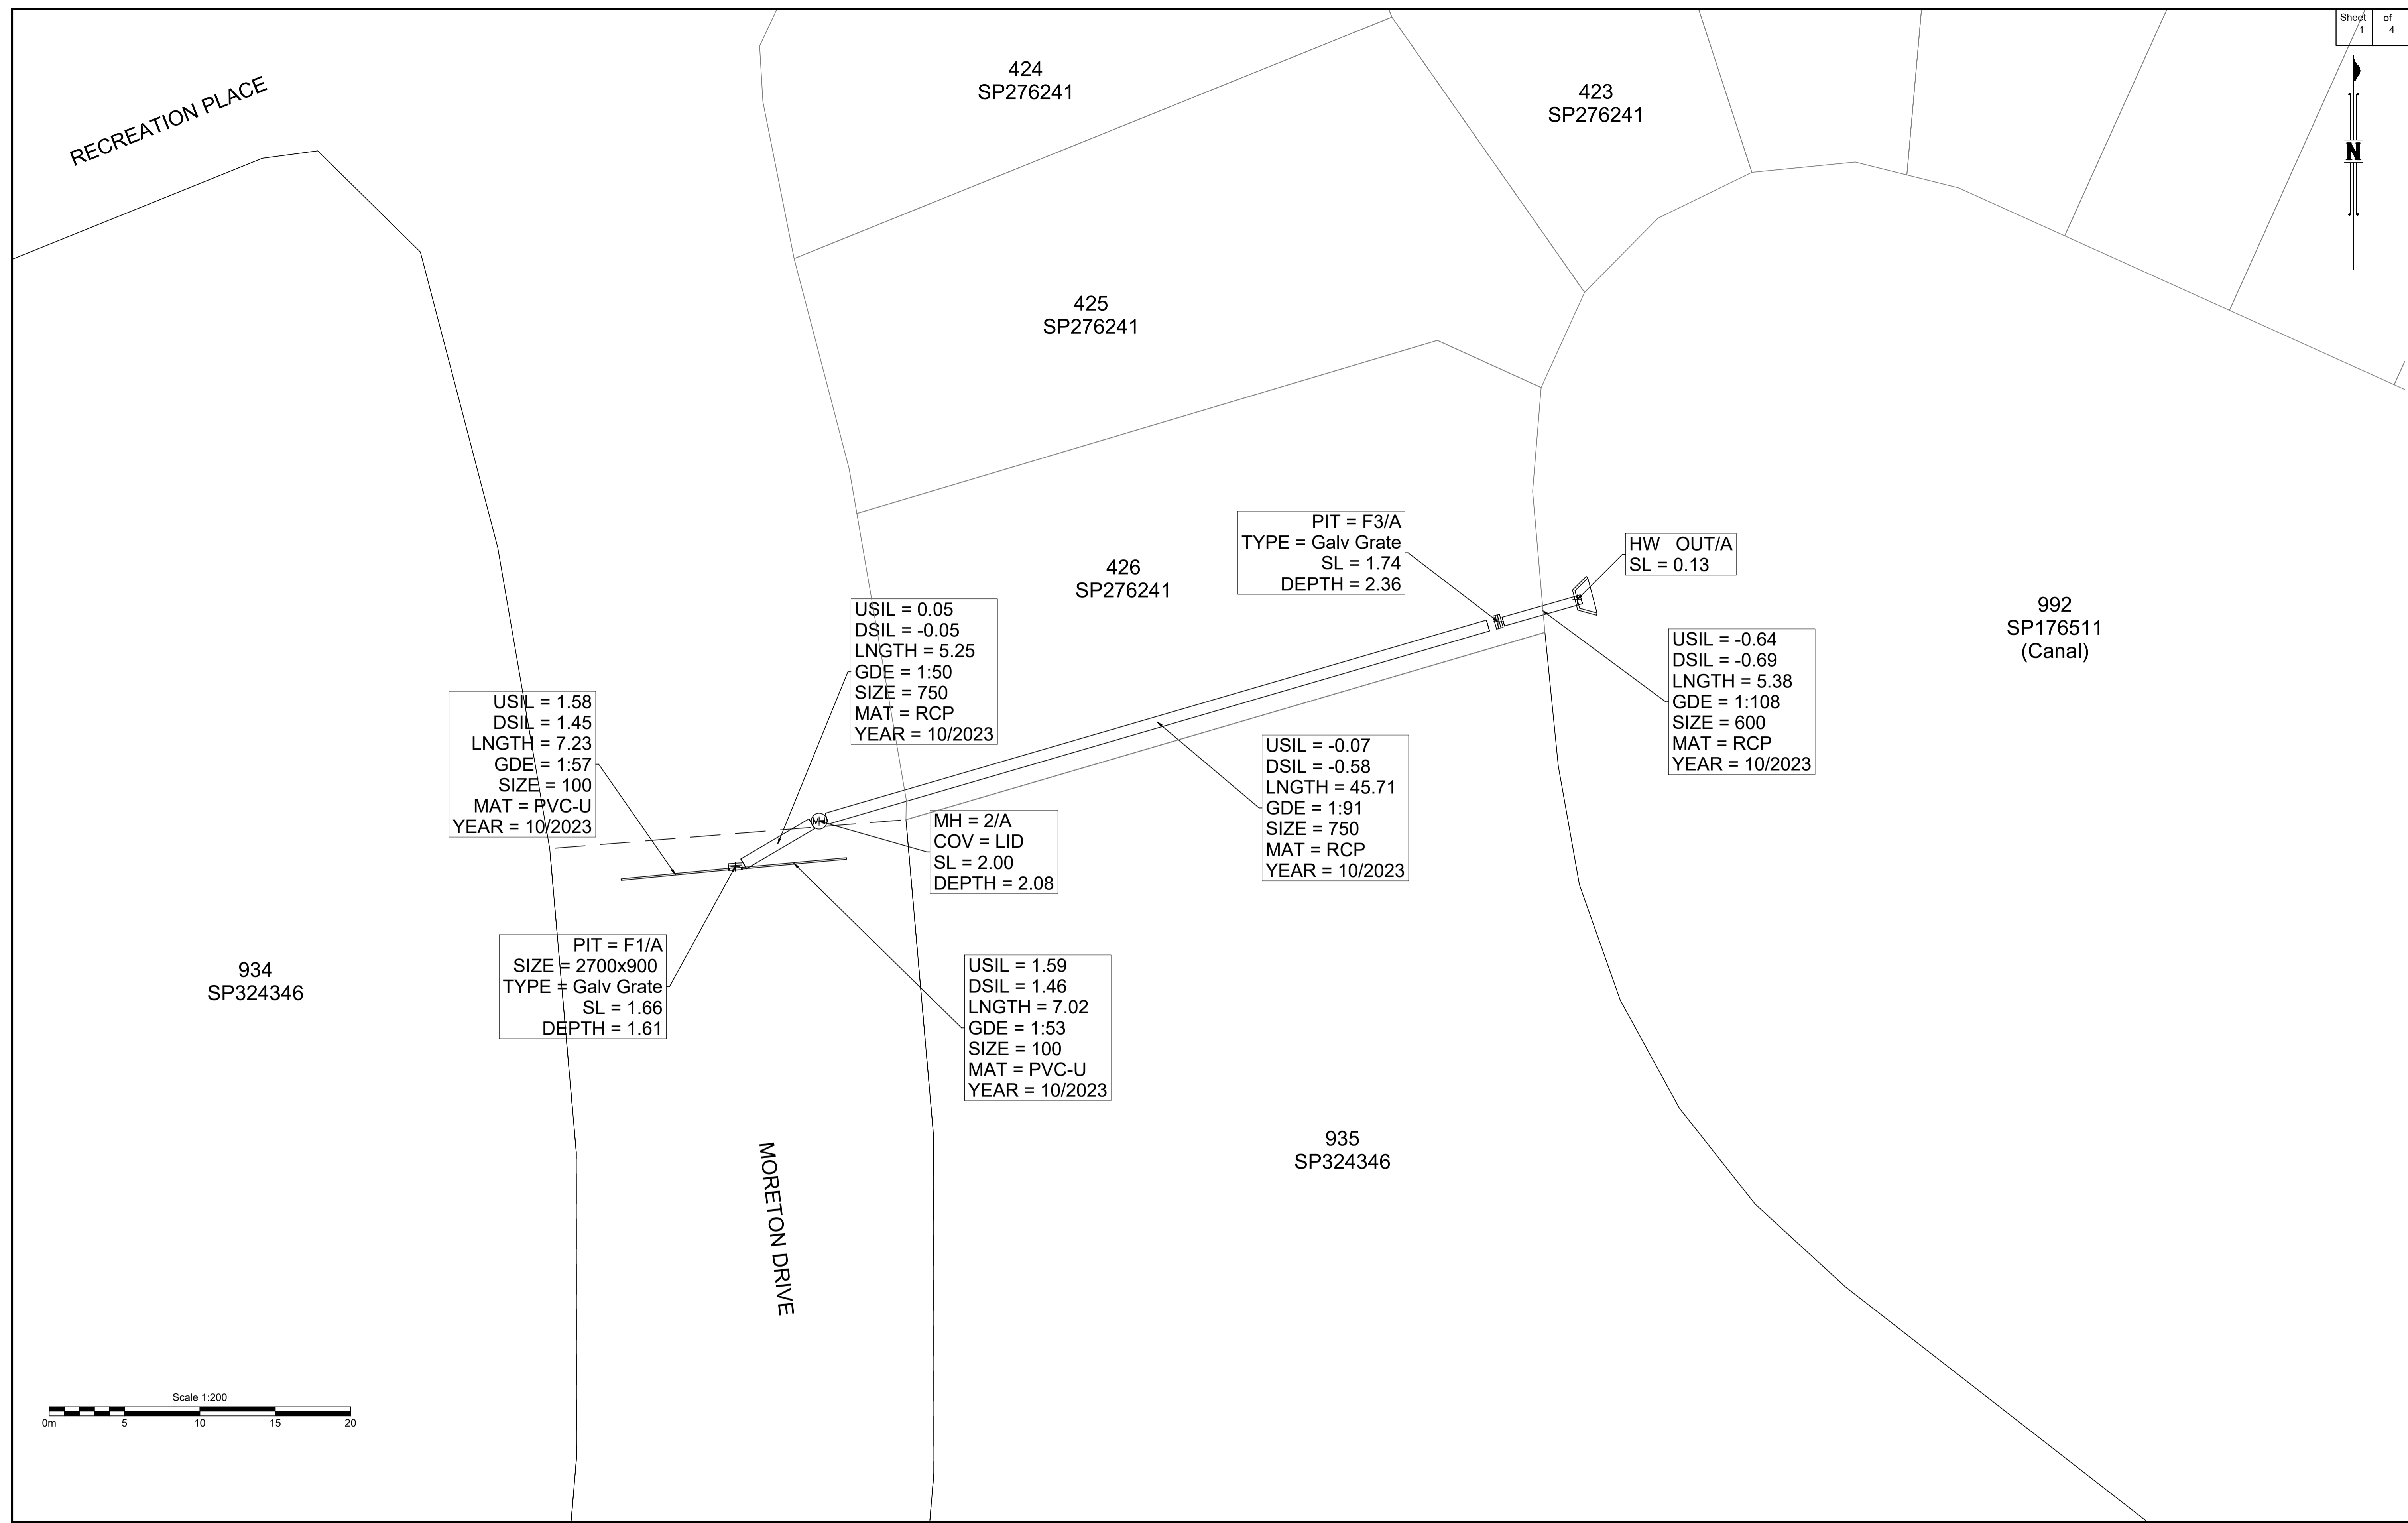 Sheet of
1 4
N
RECREATION PLACE
424
SP276241
423
SP276241
425
SP276241
426
SP276241
PIT = F3/A
TYPE = Galv Grate
SL = 1.74
DEPTH = 2.36
HW OUT/A
SL = 0.13
992
SP176511
(Canal)
USIL = 0.05
DSIL = -0.05
LNGTH = 5.25
GDE = 1:50
SIZE = 750
MAT = RCP
YEAR = 10/2023
USIL = -0.64
DSIL = -0.69
LNGTH = 5.38
GDE = 1:108
SIZE = 600
MAT = RCP
YEAR = 10/2023
USIL = 1.58
DSIL = 1.45
LNGTH = 7.23
GDE = 1:57
SIZE = 100
MAT = PVC-U
YEAR = 10/2023
USIL = -0.07
DSIL = -0.58
LNGTH = 45.71
GDE = 1:91
SIZE = 750
MAT = RCP
YEAR = 10/2023
MH
MH = 2/A
COV = LID
SL = 2.00
DEPTH = 2.08
PIT = F1/A
SIZE = 2700x900
TYPE = Galv Grate
SL = 1.66
DEPTH = 1.61
USIL = 1.59
DSIL = 1.46
LNGTH = 7.02
GDE = 1:53
SIZE = 100
MAT = PVC-U
YEAR = 10/2023
934
SP324346
935
SP324346
MORETON DRIVE
Scale 1:200
0m 5 10 15 20